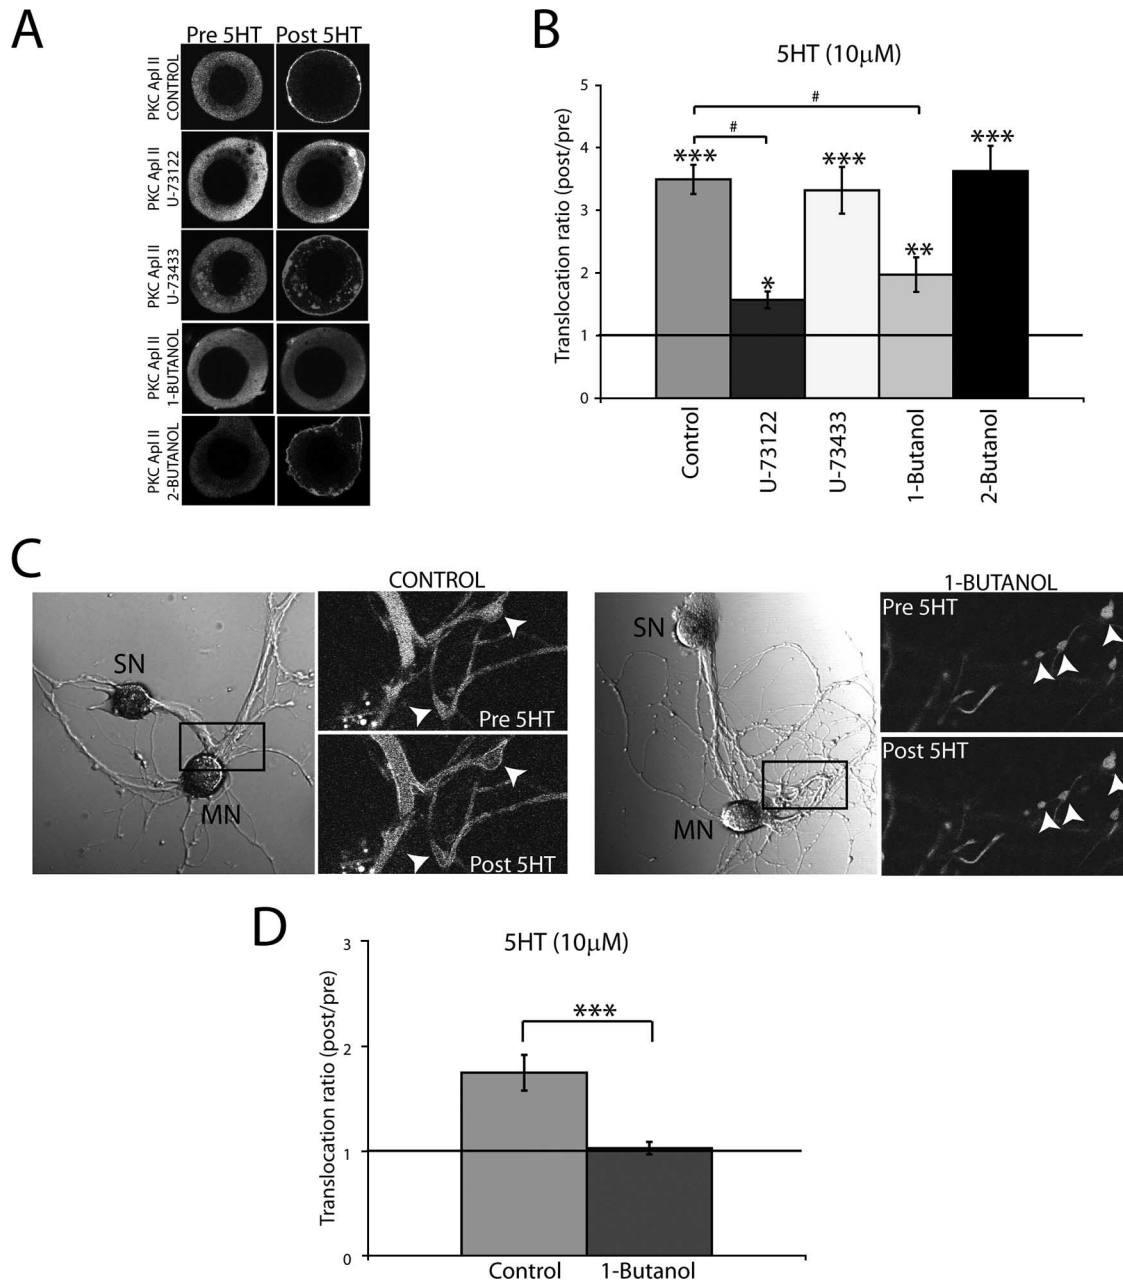 A
Pre 5HT Post 5HT
PKC Apl II
CONTROL
PKC Apl II
U-73122
PKC Apl II
U-73433
PKC Apl II
1-BUTANOL
PKC Apl II
2-BUTANOL
B
5HT (10μM)
Translocation ratio (post/pre)
5
4
3
2
1
0
#
#
***
*
***
**
***
Control
U-73122
U-73433
1-Butanol
2-Butanol
C
CONTROL
SN
MN
Pre 5HT
Post 5HT
1-BUTANOL
SN
MN
Pre 5HT
Post 5HT
D
5HT (10μM)
Translocation ratio (post/pre)
3
2
1
0
***
Control 1-Butanol